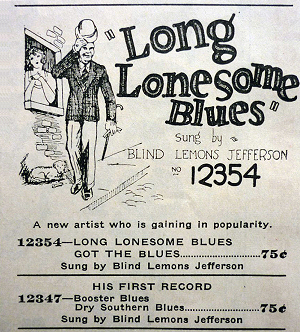 "Long
Lonesome
Blues"
sung by
BLIND LEMONS JEFFERSON
NO 12354
A new artist who is gaining in popularity.
12354—LONG LONESOME BLUES
GOT THE BLUES.....................75¢
Sung by Blind Lemons Jefferson
HIS FIRST RECORD
12347—Booster Blues
Dry Southern Blues...............75¢
Sung by Blind Lemons Jefferson